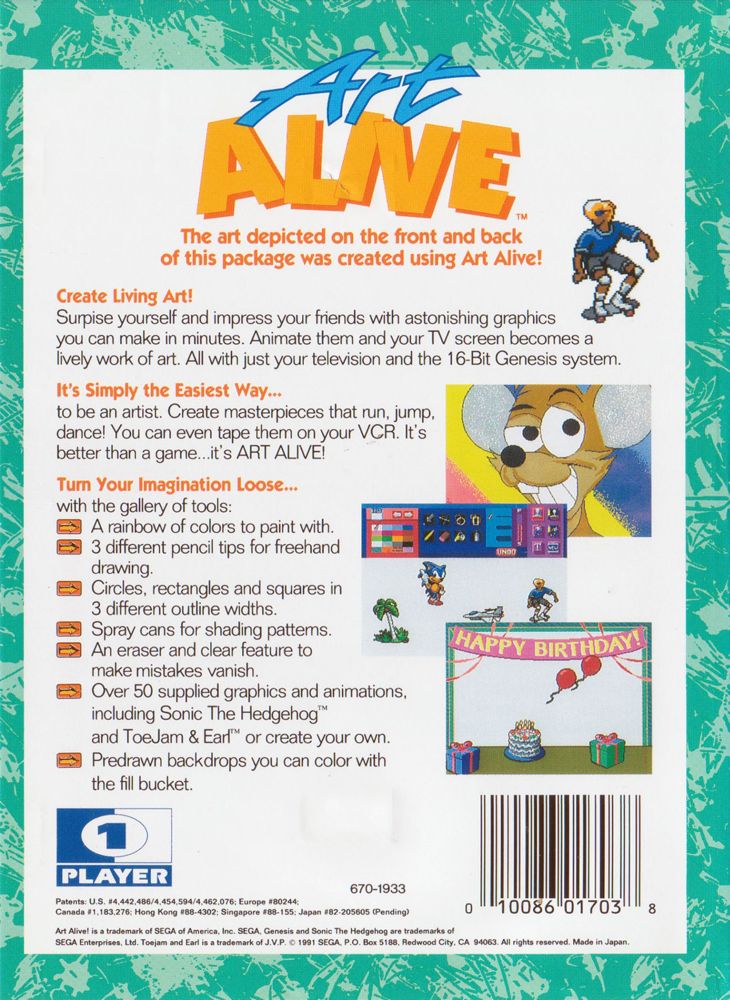 Art
ALIVE™
The art depicted on the front and back
of this package was created using Art Alive!
Create Living Art!
Surpise yourself and impress your friends with astonishing graphics
you can make in minutes. Animate them and your TV screen becomes a
lively work of art. All with just your television and the 16-Bit Genesis system.
It's Simply the Easiest Way...
to be an artist. Create masterpieces that run, jump,
dance! You can even tape them on your VCR. It's
better than a game...it's ART ALIVE!
Turn Your Imagination Loose...
with the gallery of tools:
A rainbow of colors to paint with.
3 different pencil tips for freehand
drawing.
Circles, rectangles and squares in
3 different outline widths.
Spray cans for shading patterns.
An eraser and clear feature to
make mistakes vanish.
Over 50 supplied graphics and animations,
including Sonic The Hedgehog™
and ToeJam & Earl™ or create your own.
Predrawn backdrops you can color with
the fill bucket.
UNDO
T
HAPPY BIRTHDAY!
1
PLAYER
670-1933
Patents: U.S. #4,442,486/4,454,594/4,462,076; Europe #80244;
Canada #1,183,276; Hong Kong #88-4302; Singapore #88-155; Japan #82-205605 (Pending)
0 10086 01703 8
Art Alive! is a trademark of SEGA of America, Inc. SEGA, Genesis and Sonic The Hedgehog are trademarks of
SEGA Enterprises, Ltd. Toejam and Earl is a trademark of J.V.P. © 1991 SEGA, P.O. Box 5188, Redwood City, CA 94063. All rights reserved. Made in Japan.